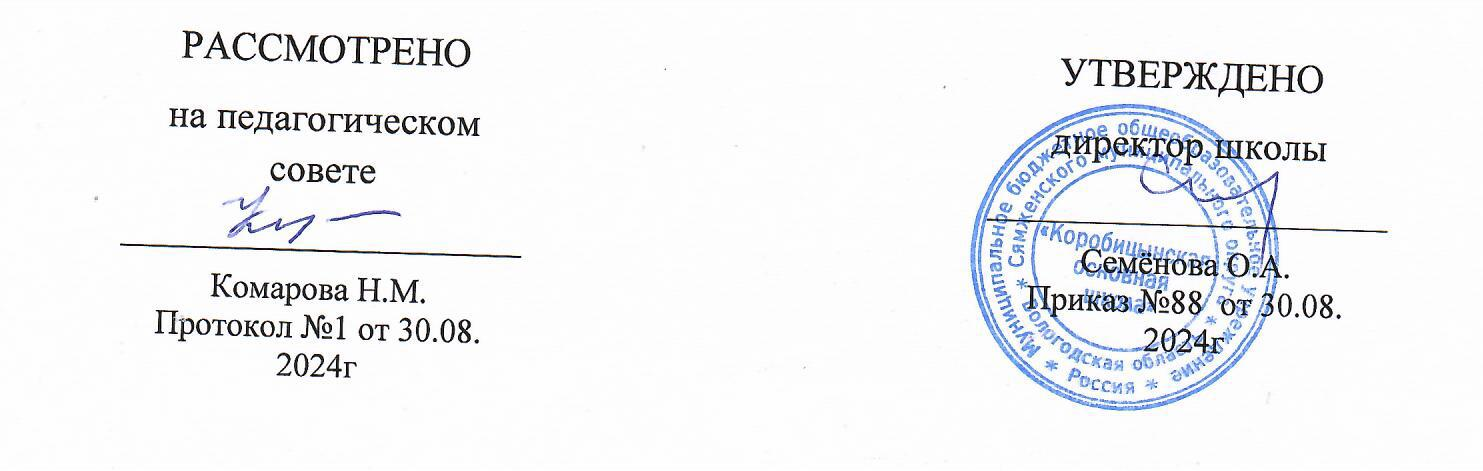 РАССМОТРЕНО
на педагогическом
совете
Комарова Н.М.
Протокол №1 от 30.08.
2024г
УТВЕРЖДЕНО
директор школы
Семёнова О.А.
Приказ №88 от 30.08.
2024г
Муниципальное бюджетное общеобразовательное учреждение * Россия *
Сямженского муниципального округа * Вологодская область *
«Коробицынская
основная
школа»